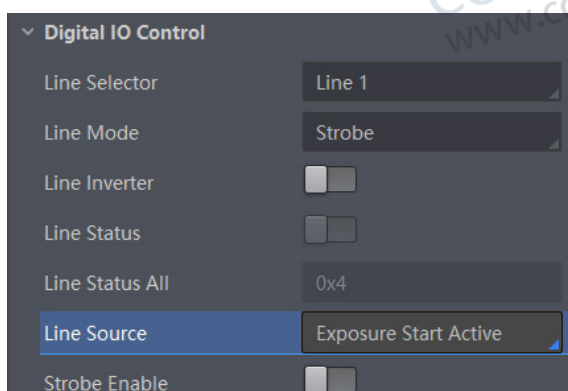 Digital IO Control
Line Selector Line 1
Line Mode Strobe
Line Inverter
Line Status
Line Status All 0x4
Line Source Exposure Start Active
Strobe Enable